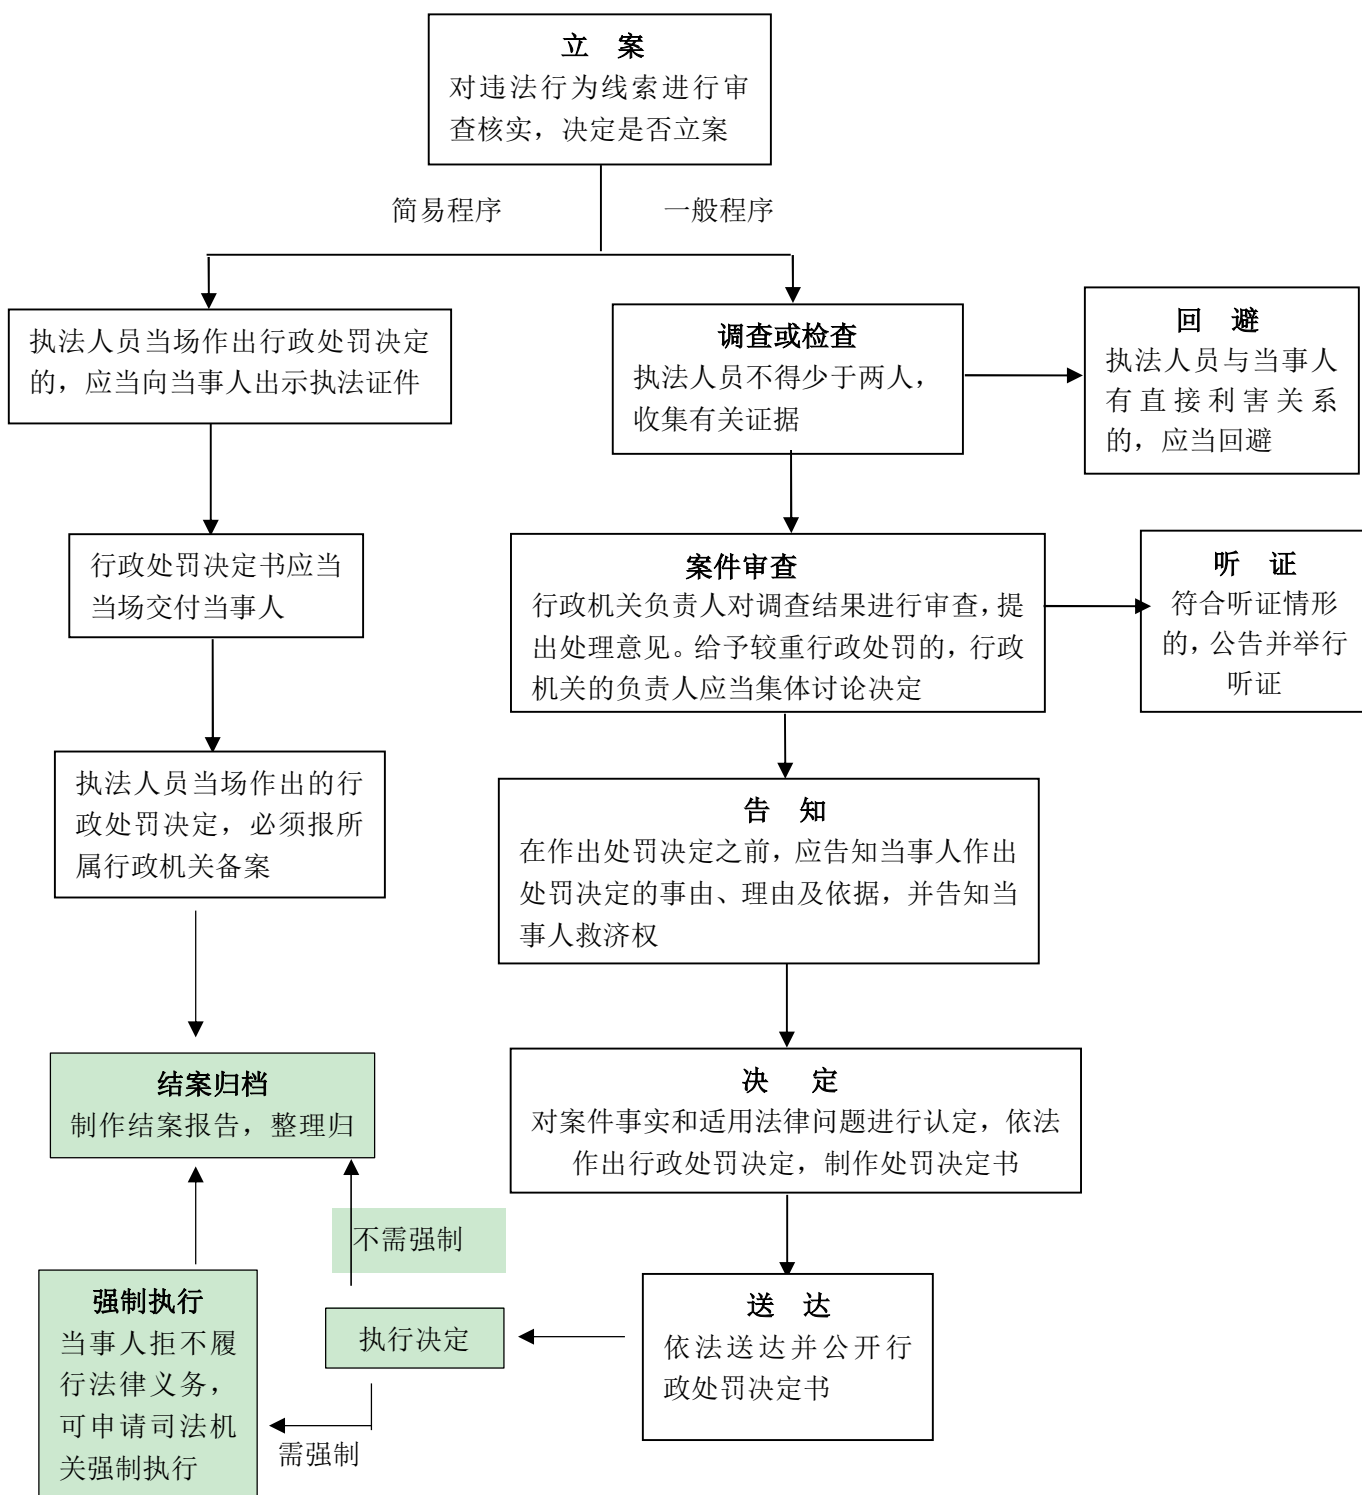 立 案
对违法行为线索进行审
查核实，决定是否立案
简易程序
一般程序
执法人员当场作出行政处罚决定
的，应当向当事人出示执法证件
调查或检查
执法人员不得少于两人，
收集有关证据
回 避
执法人员与当事人
有直接利害关系
的，应当回避
行政处罚决定书应当
当场交付当事人
案件审查
行政机关负责人对调查结果进行审查，提
出处理意见。给予较重行政处罚的，行政
机关的负责人应当集体讨论决定
听 证
符合听证情形
的，公告并举行
听证
执法人员当场作出的行
政处罚决定，必须报所
属行政机关备案
告 知
在作出处罚决定之前，应告知当事人作出
处罚决定的事由、理由及依据，并告知当
事人救济权
结案归档
制作结案报告，整理归
决 定
对案件事实和适用法律问题进行认定，依法
作出行政处罚决定，制作处罚决定书
不需强制
强制执行
当事人拒不履
行法律义务，
可申请司法机
关强制执行
执行决定
需强制
送 达
依法送达并公开行
政处罚决定书